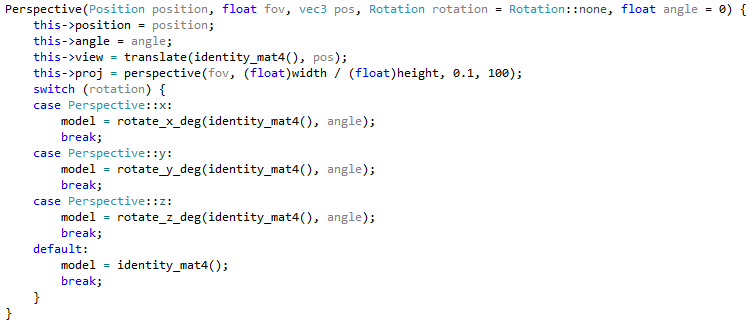 Perspective(Position position, float fov, vec3 pos, Rotation rotation = Rotation::none, float angle = 0) {
    this->position = position;
    this->angle = angle;
    this->view = translate(identity_mat4(), pos);
    this->proj = perspective(fov, (float)width / (float)height, 0.1, 100);
    switch (rotation) {
    case Perspective::x:
        model = rotate_x_deg(identity_mat4(), angle);
        break;
    case Perspective::y:
        model = rotate_y_deg(identity_mat4(), angle);
        break;
    case Perspective::z:
        model = rotate_z_deg(identity_mat4(), angle);
        break;
    default:
        model = identity_mat4();
        break;
    }
}